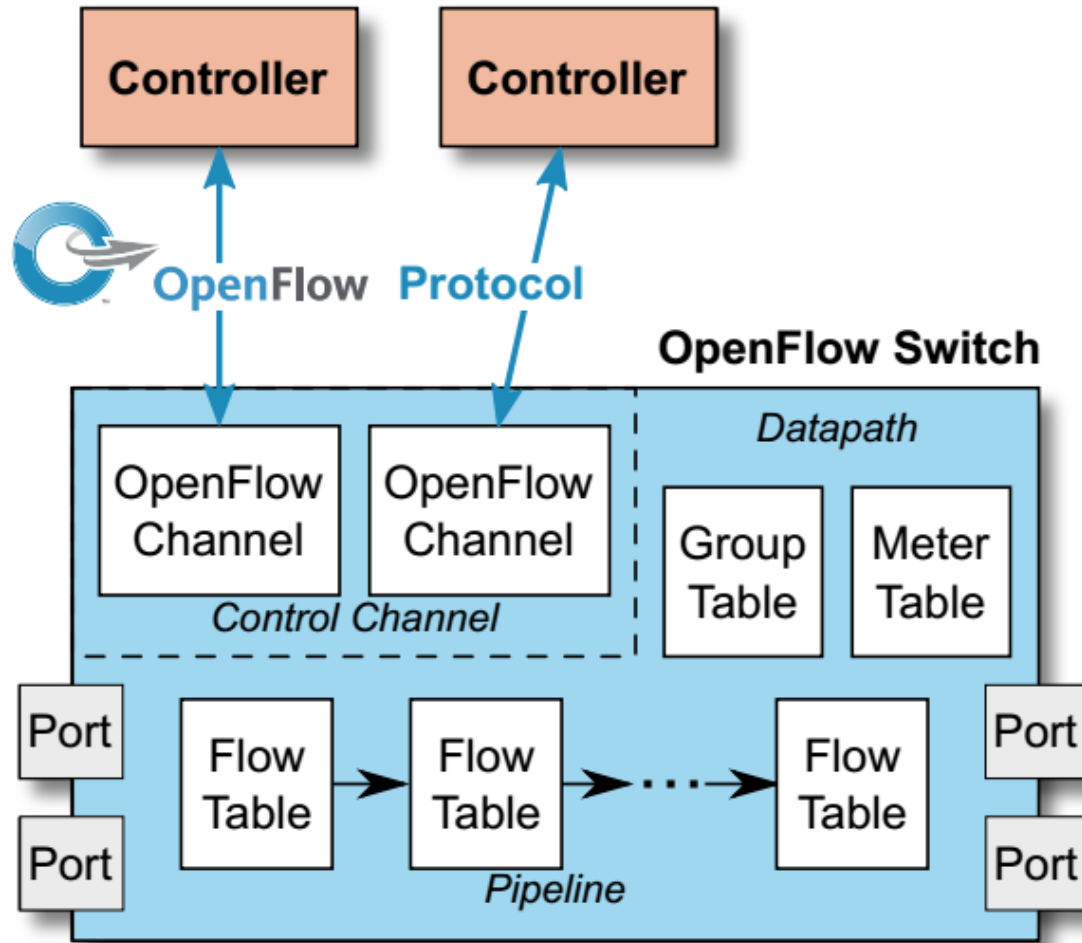 Controller Controller
OpenFlow Protocol
™
OpenFlow Switch
Datapath
OpenFlow
Channel
OpenFlow
Channel
Control Channel
Group
Table
Meter
Table
Port
Port
Flow
Table
Flow
Table
...
Flow
Table
Pipeline
Port
Port